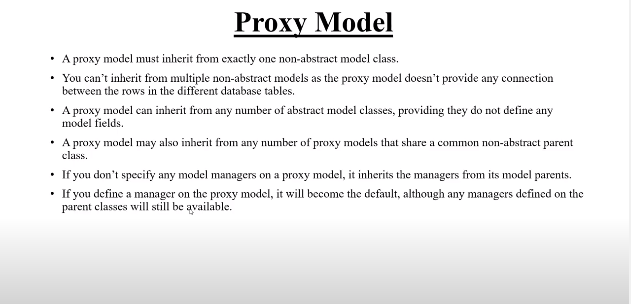 Proxy Model
• A proxy model must inherit from exactly one non-abstract model class.
• You can’t inherit from multiple non-abstract models as the proxy model doesn’t provide any connection
between the rows in the different database tables.
• A proxy model can inherit from any number of abstract model classes, providing they do not define any
model fields.
• A proxy model may also inherit from any number of proxy models that share a common non-abstract parent
class.
• If you don’t specify any model managers on a proxy model, it inherits the managers from its model parents.
• If you define a manager on the proxy model, it will become the default, although any managers defined on the
parent classes will still be available.